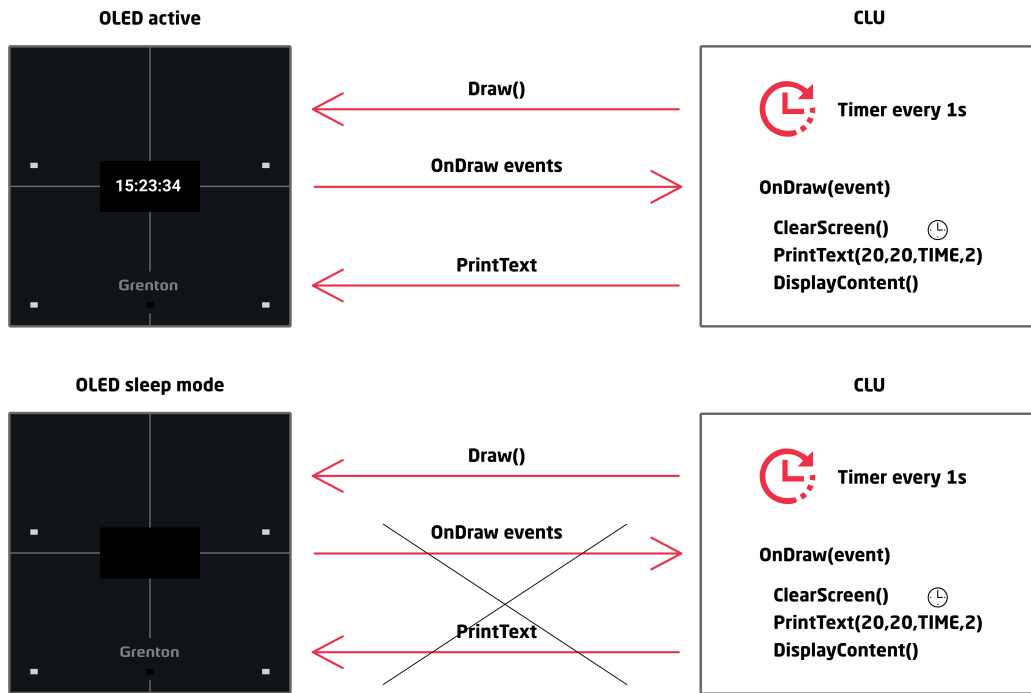 OLED active
CLU
Draw()
Timer every 1s
OnDraw events
15:23:34
OnDraw(event)
ClearScreen()
PrintText(20,20,TIME,2)
DisplayContent()
PrintText
Grenton
OLED sleep mode
CLU
Draw()
Timer every 1s
OnDraw events
OnDraw(event)
ClearScreen()
PrintText(20,20,TIME,2)
DisplayContent()
PrintText
Grenton